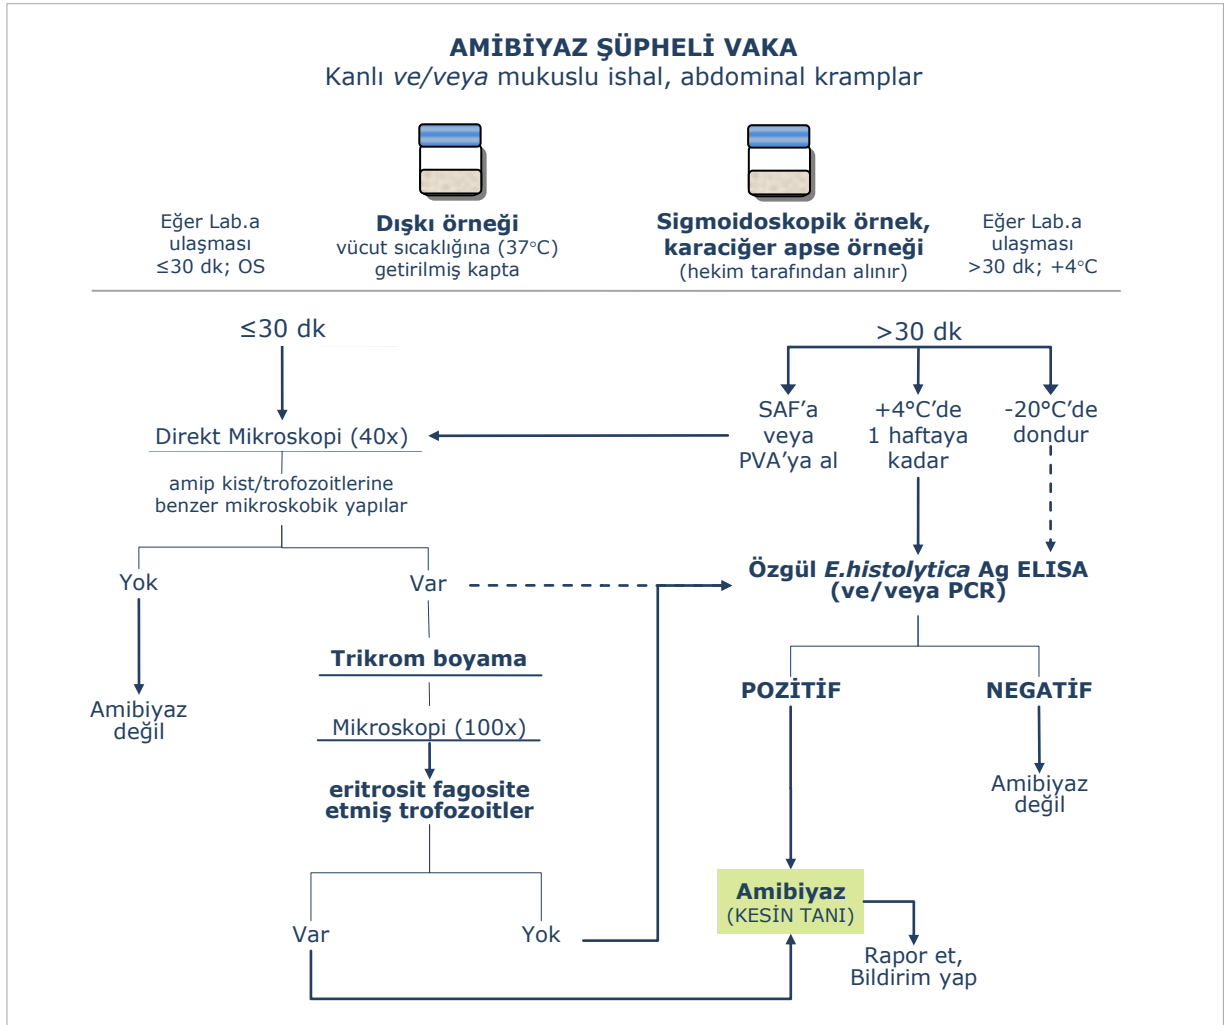 AMİBİYAZ ŞÜPHELİ VAKA
Kanlı ve/veya mukuslu ishal, abdominal kramplar
Eğer Lab.a
ulaşması
≤30 dk; OS
Dışkı örneği
vücut sıcaklığına (37°C)
getirilmiş kapta
Sigmoidoskopik örnek,
karaciğer apse örneği
(hekim tarafından alınır)
Eğer Lab.a
ulaşması
>30 dk; +4°C
≤30 dk
>30 dk
SAF’a
veya
PVA’ya al
+4°C’de
1 haftaya
kadar
-20°C’de
dondur
Direkt Mikroskopi (40x)
amip kist/trofozoitlerine
benzer mikroskobik yapılar
Yok
Var
Özgül E.histolytica Ag ELISA
(ve/veya PCR)
Trikrom boyama
POZİTİF
NEGATİF
Amibiyaz
değil
Mikroskopi (100x)
eritrosit fagosite
etmiş trofozoitler
Amibiyaz
değil
Amibiyaz
(KESİN TANI)
Var
Yok
Rapor et,
Bildirim yap